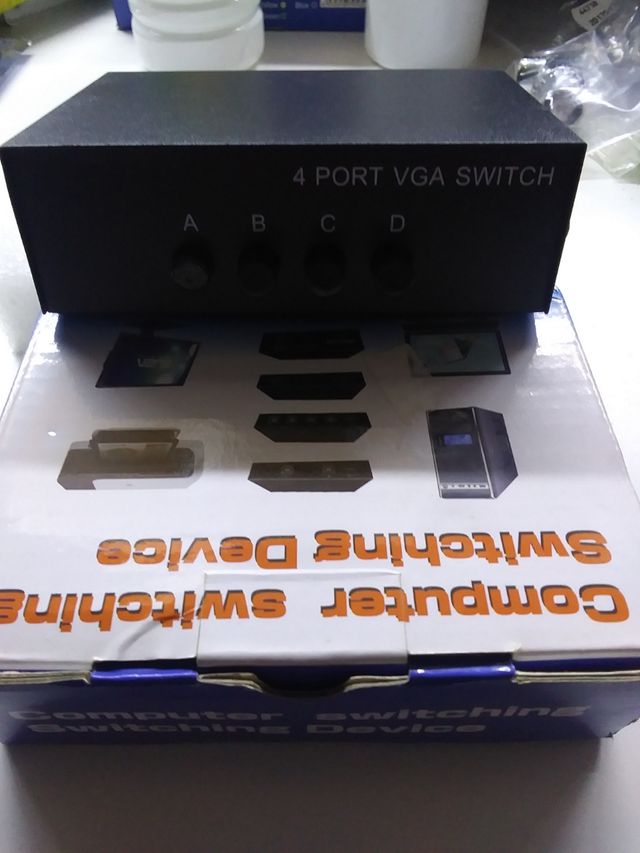 4 PORT VGA SWITCH
A B C D
Switching Device
Computer switching
Computer switching
Switching Device